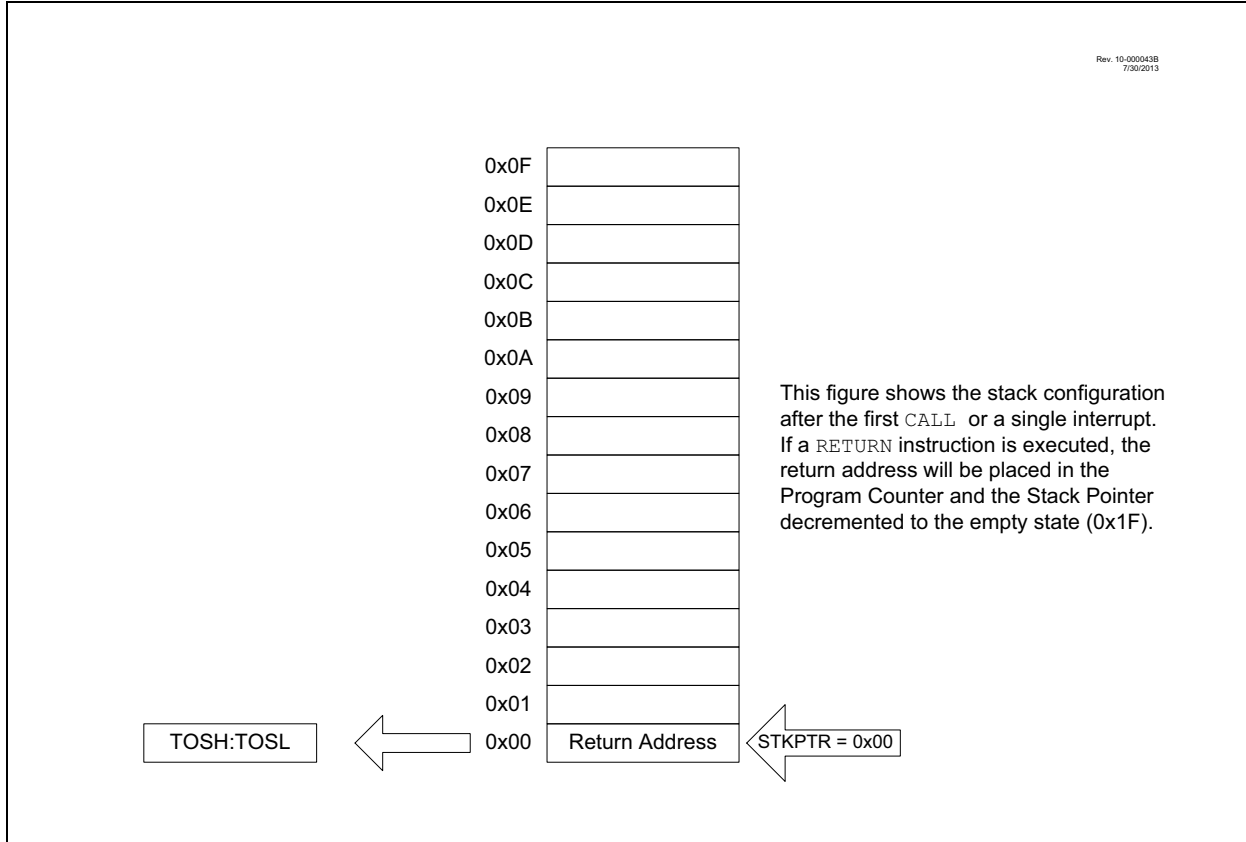 Rev. 10-000043B
7/30/2013
0x0F
0x0E
0x0D
0x0C
0x0B
0x0A
0x09
0x08
0x07
0x06
0x05
0x04
0x03
0x02
0x01
0x00
This figure shows the stack configuration
after the first CALL or a single interrupt.
If a RETURN instruction is executed, the
return address will be placed in the
Program Counter and the Stack Pointer
decremented to the empty state (0x1F).
TOSH:TOSL
Return Address
STKPTR = 0x00